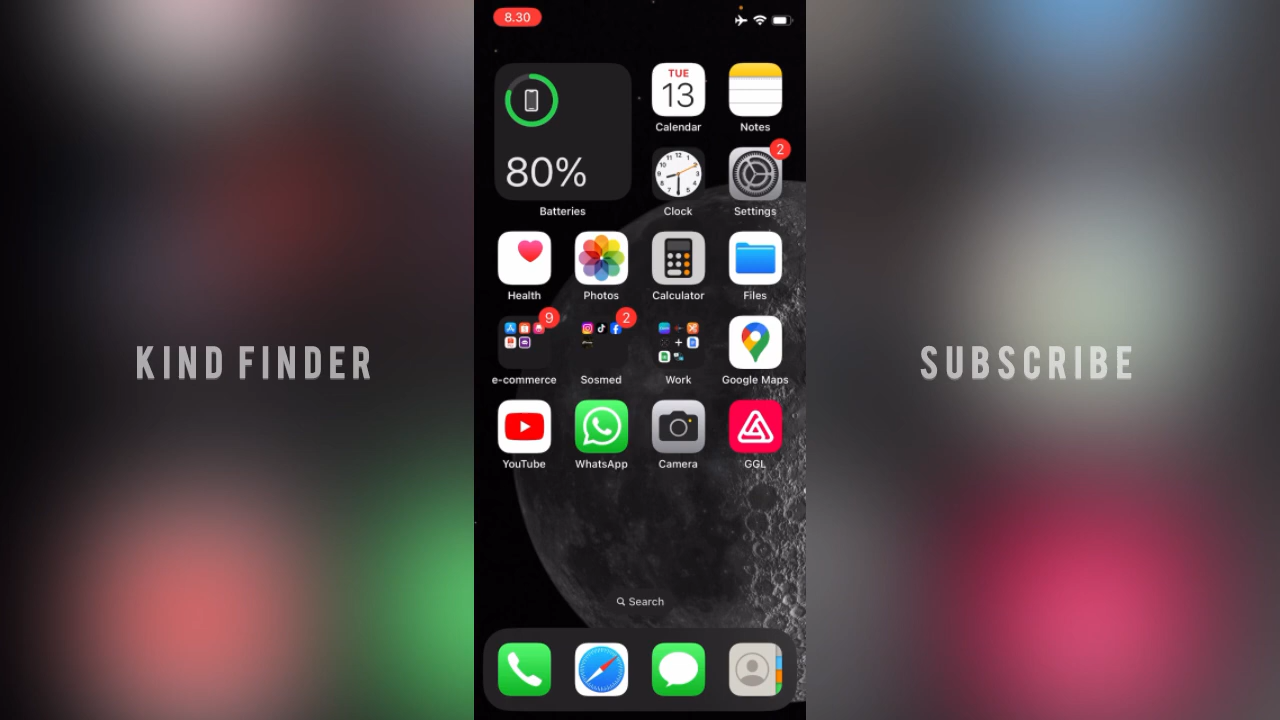 8.30
TUE
13
80%
Calendar
Notes
2
Batteries
Clock
Settings
Health
Photos
Calculator
Files
9
2
KIND FINDER
SUBSCRIBE
e-commerce
Sosmed
Work
Google Maps
YouTube
WhatsApp
Camera
GGL
Search